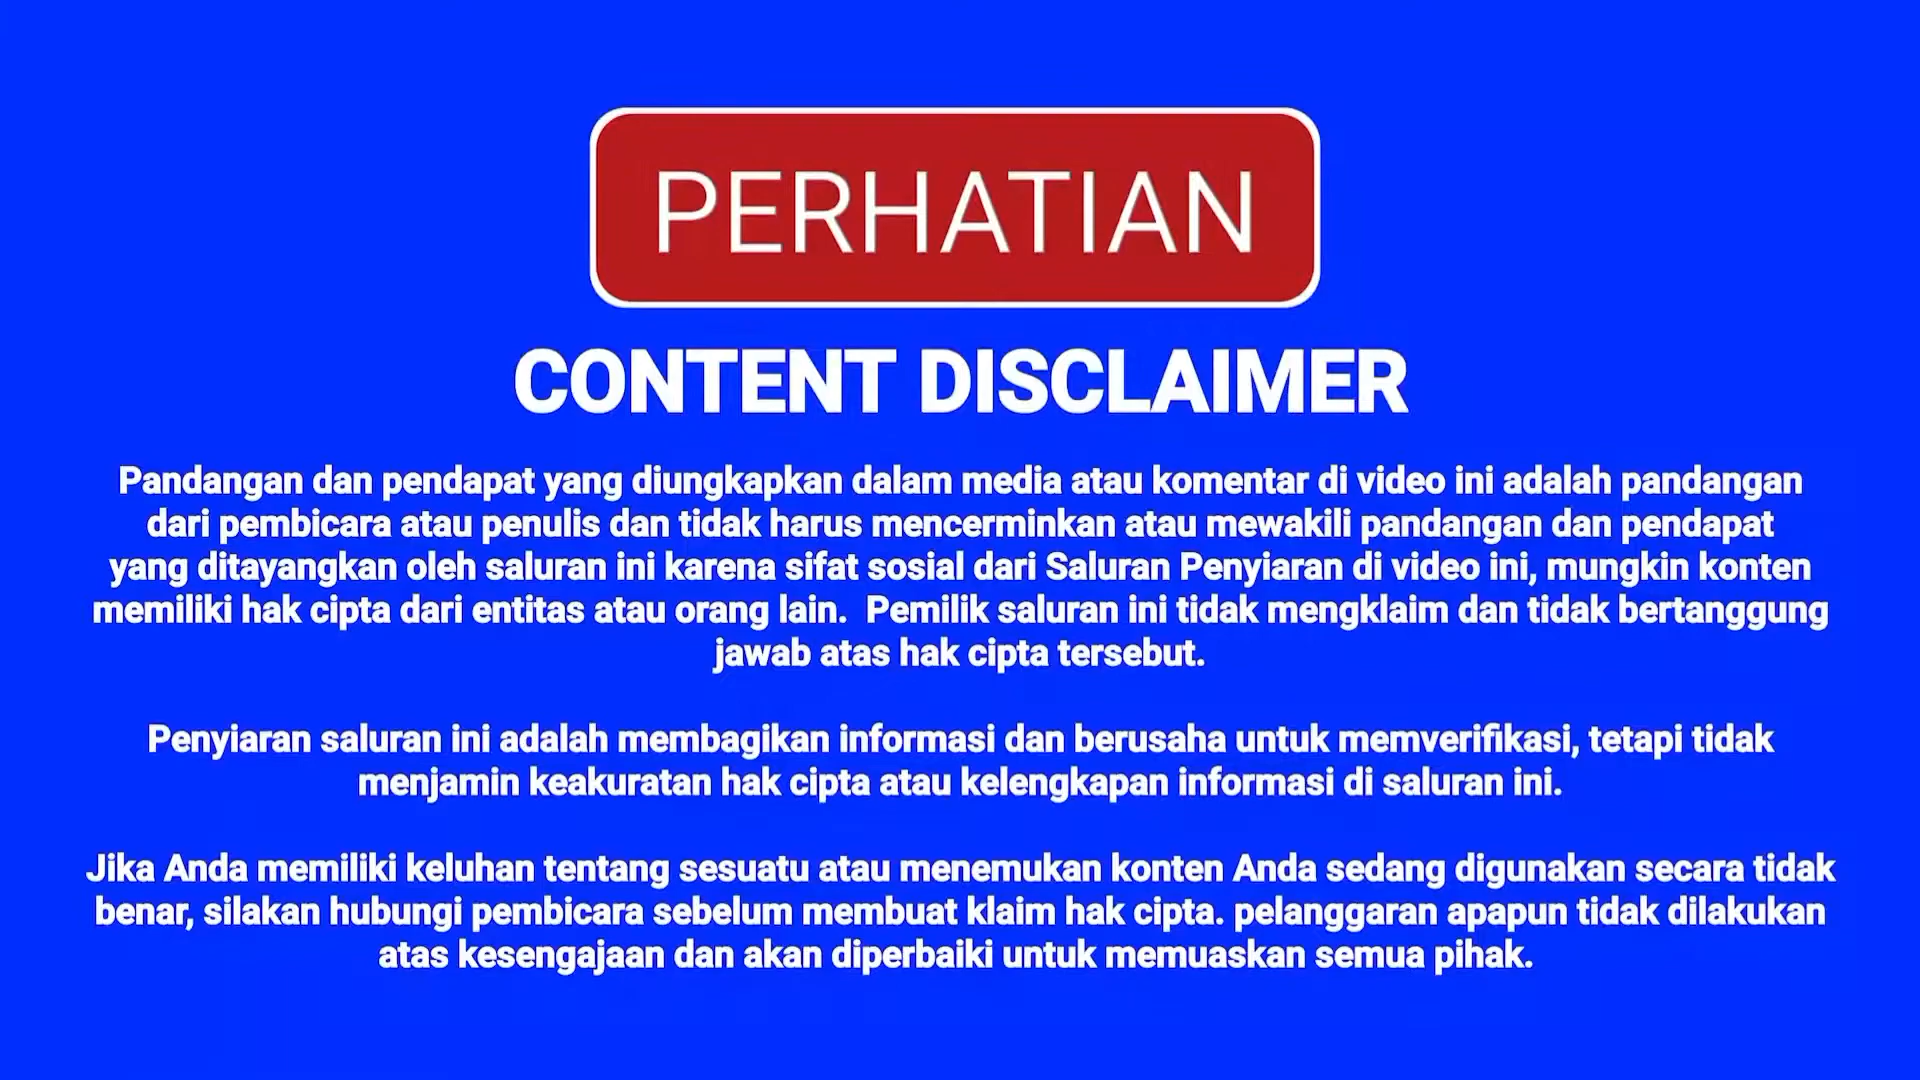 PERHATIAN
CONTENT DISCLAIMER
Pandangan dan pendapat yang diungkapkan dalam media atau komentar di video ini adalah pandangan
dari pembicara atau penulis dan tidak harus mencerminkan atau mewakili pandangan dan pendapat
yang ditayangkan oleh saluran ini karena sifat sosial dari Saluran Penyiaran di video ini, mungkin konten
memiliki hak cipta dari entitas atau orang lain.  Pemilik saluran ini tidak mengklaim dan tidak bertanggung
jawab atas hak cipta tersebut.
Penyiaran saluran ini adalah membagikan informasi dan berusaha untuk memverifikasi, tetapi tidak
menjamin keakuratan hak cipta atau kelengkapan informasi di saluran ini.
Jika Anda memiliki keluhan tentang sesuatu atau menemukan konten Anda sedang digunakan secara tidak
benar, silakan hubungi pembicara sebelum membuat klaim hak cipta. pelanggaran apapun tidak dilakukan
atas kesengajaan dan akan diperbaiki untuk memuaskan semua pihak.